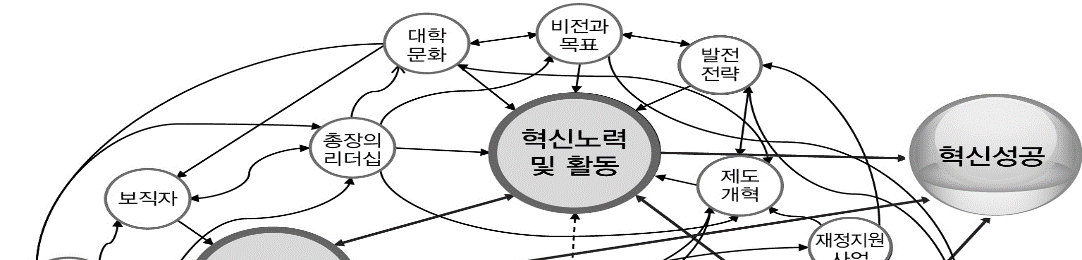 대학
문화
비전과
목표
발전
전략
총장의
리더십
혁신노력
및 활동
혁신성공
제도
개혁
보직자
재정지원
사업